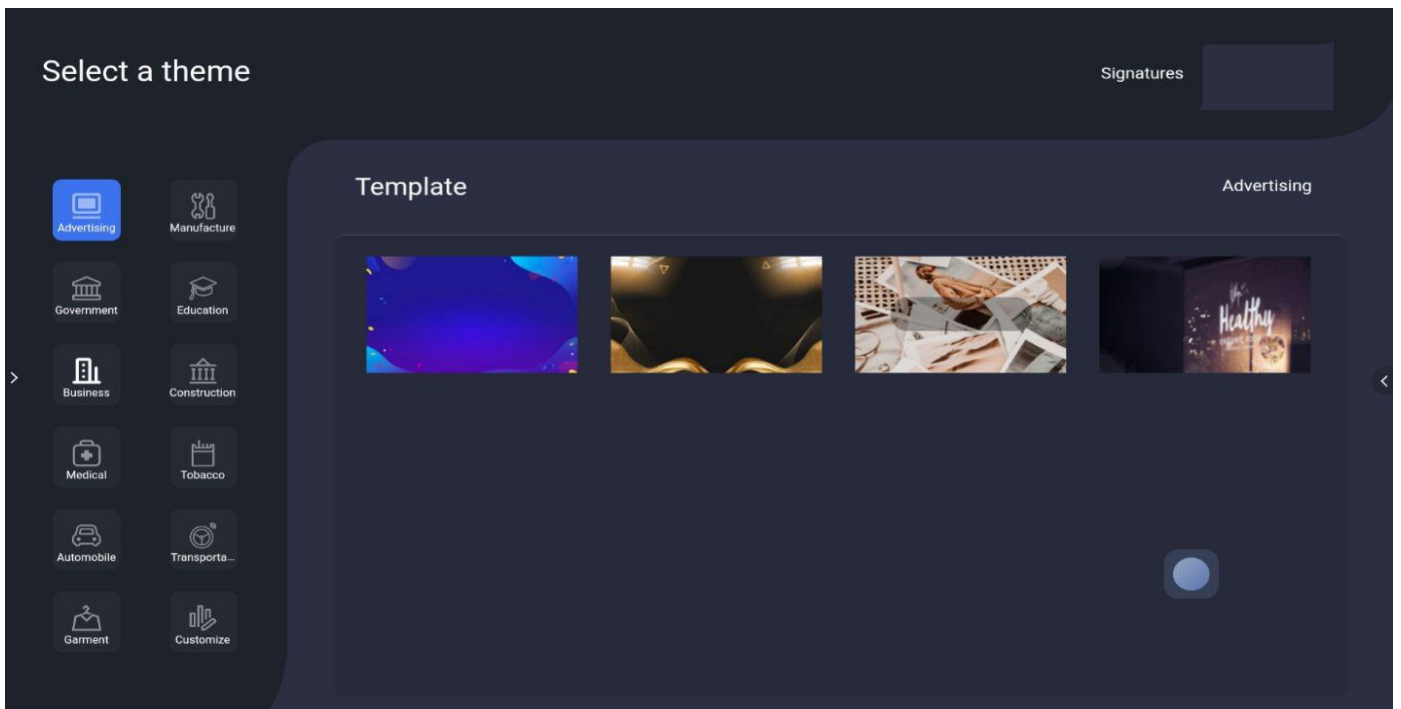 Select a theme
Signatures
Template
Advertising
Advertising
Manufacture
Government
Education
Business
Construction
Medical
Tobacco
Automobile
Transporta...
Garment
Customize
Healthy